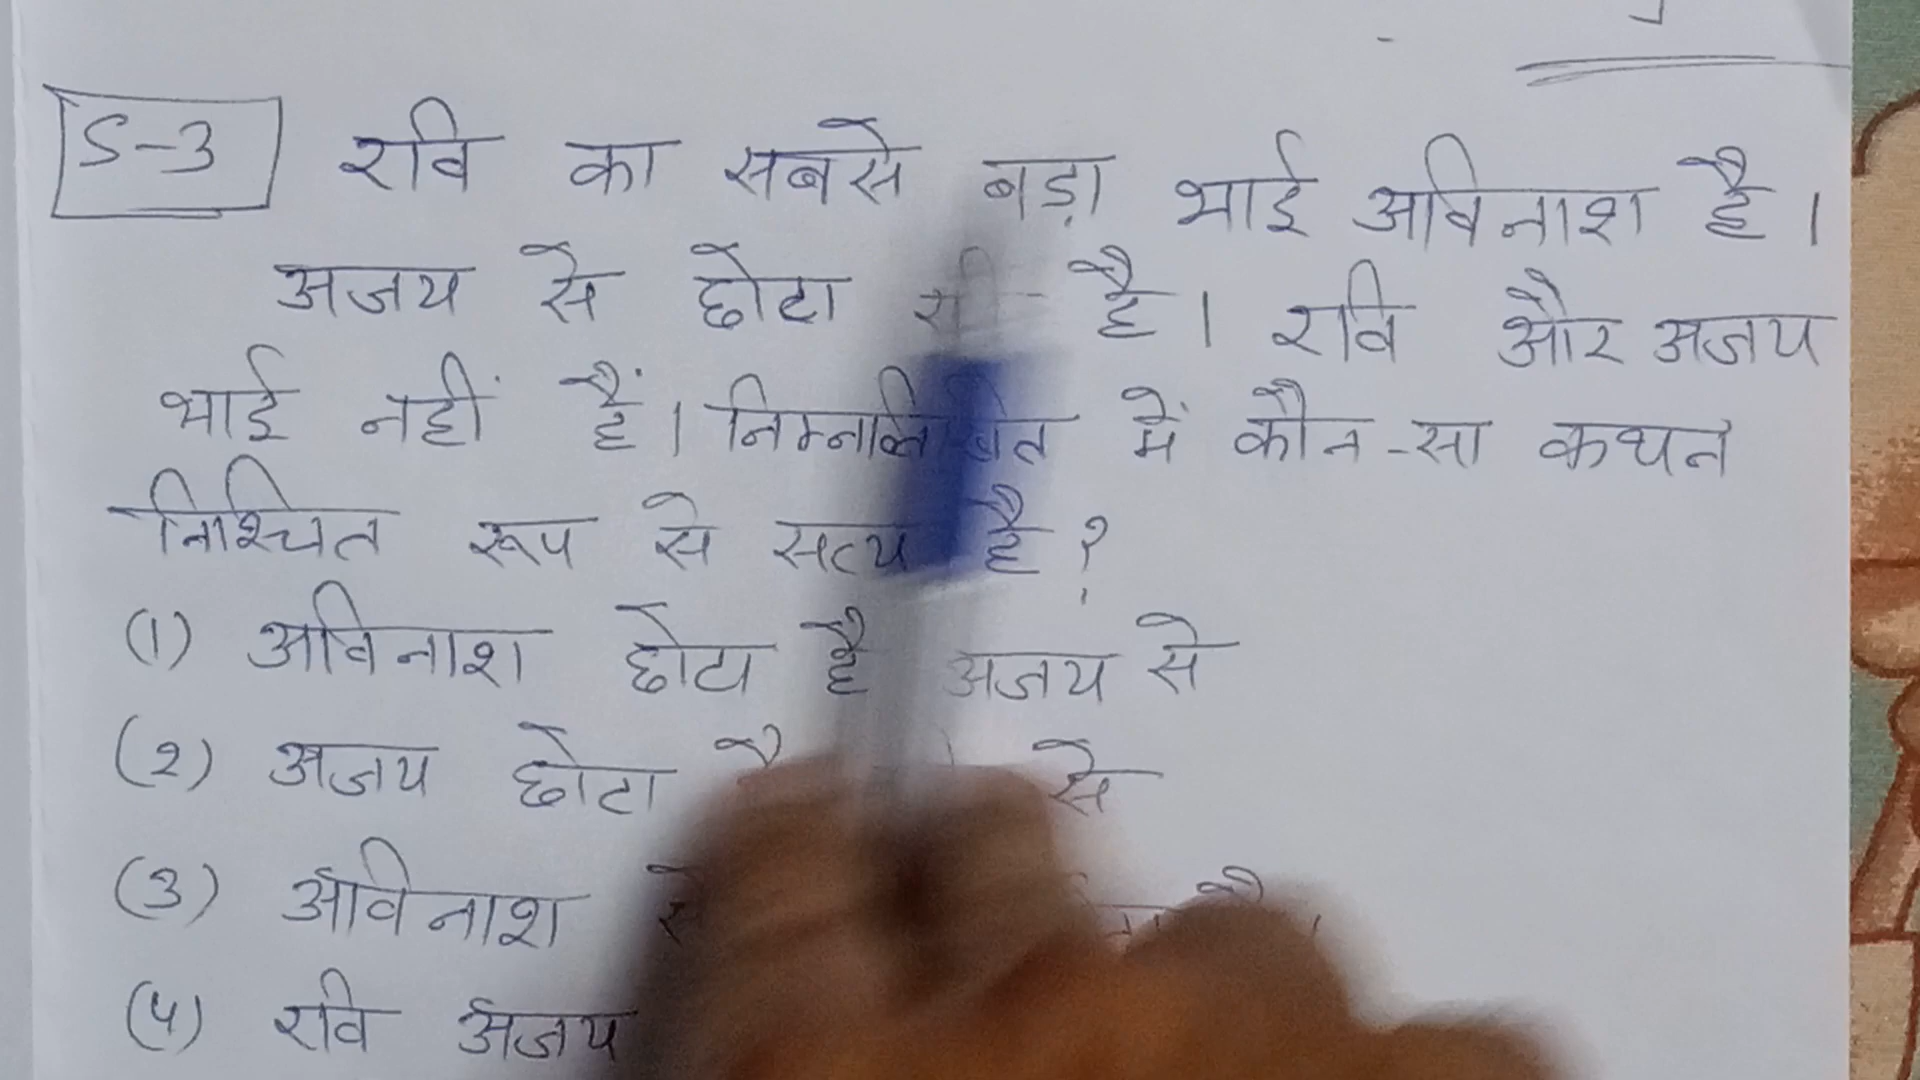 S-3 रवि का सबसे बड़ा भाई अविनाश है।
अजय से छोटा है। रवि और अजय
भाई नहीं हैं। निम्नलिखित में कौन-सा कथन
निश्चित रूप से सत्य है?
(1) अविनाश छोटा है अजय से
(2) अजय छोटा से
(3) अविनाश
(4) रवि अजय